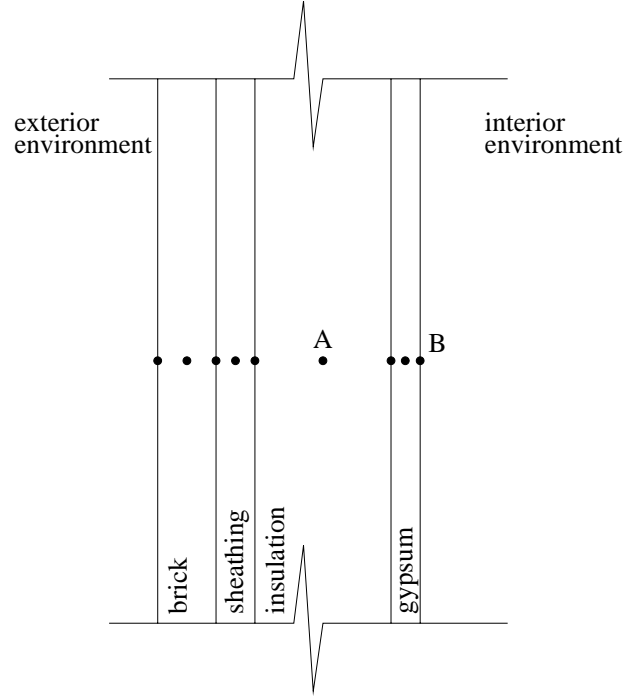 exterior
environment
interior
environment
A
B
brick
sheathing
insulation
gypsum